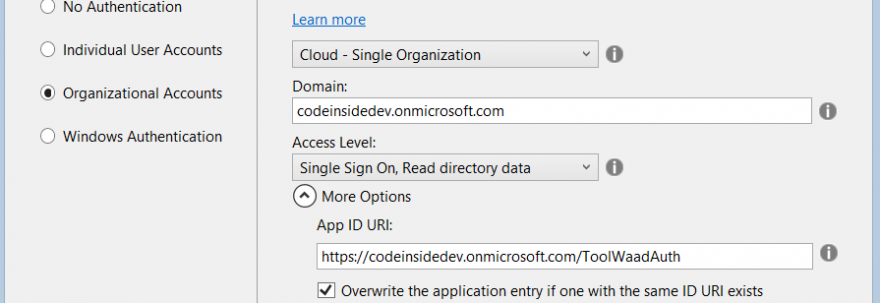 No Authentication
Individual User Accounts
Organizational Accounts
Windows Authentication
Learn more
Cloud - Single Organization
Domain:
codeinsidedev.onmicrosoft.com
Access Level:
Single Sign On, Read directory data
More Options
App ID URI:
https://codeinsidedev.onmicrosoft.com/ToolWaadAuth
Overwrite the application entry if one with the same ID URI exists